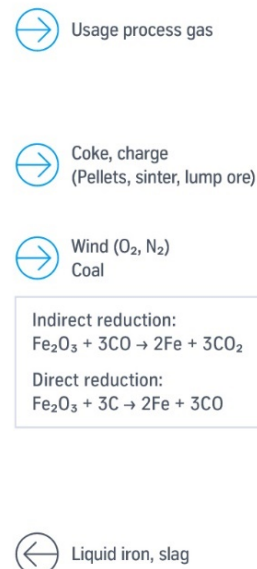 Usage process gas
Coke, charge
(Pellets, sinter, lump ore)
Wind (O₂, N₂)
Coal
Indirect reduction:
Fe₂O₃ + 3CO → 2Fe + 3CO₂
Direct reduction:
Fe₂O₃ + 3C → 2Fe + 3CO
Liquid iron, slag